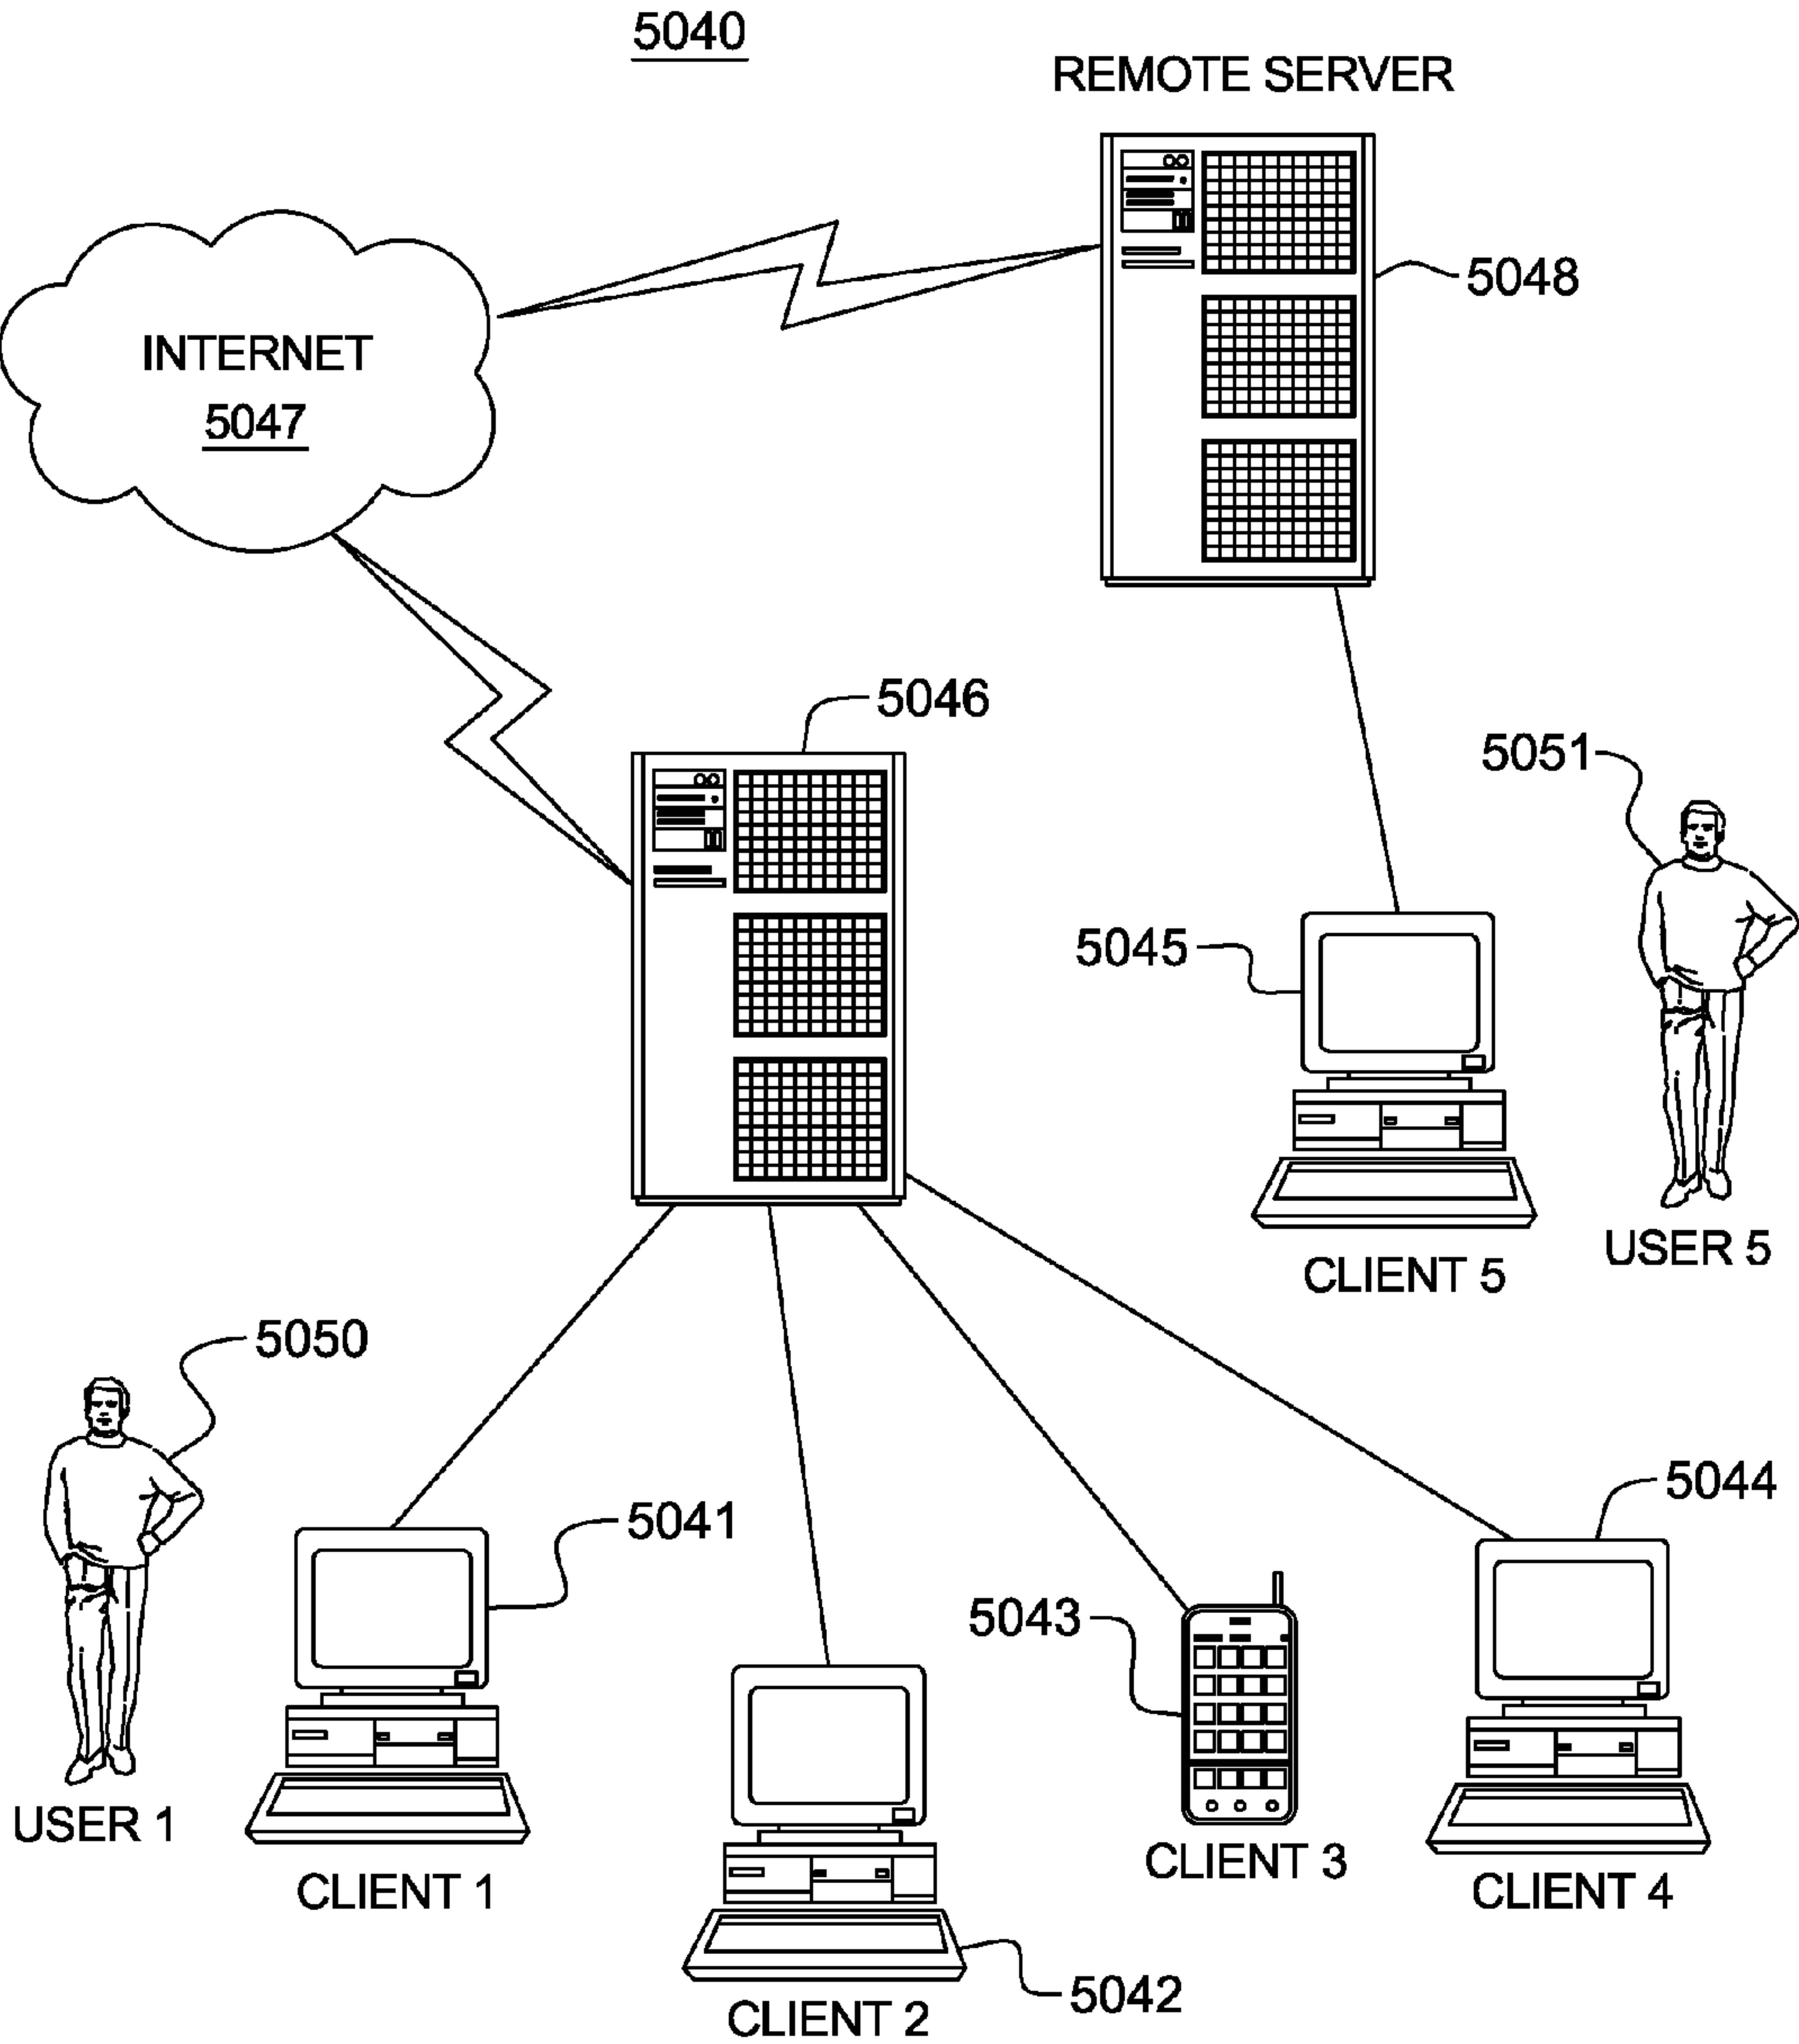 5040
REMOTE SERVER
5048
INTERNET
5047
5046
5051
5045
USER 5
CLIENT 5
5050
5044
5041
5043
USER 1
CLIENT 3
CLIENT 1
CLIENT 4
5042
CLIENT 2